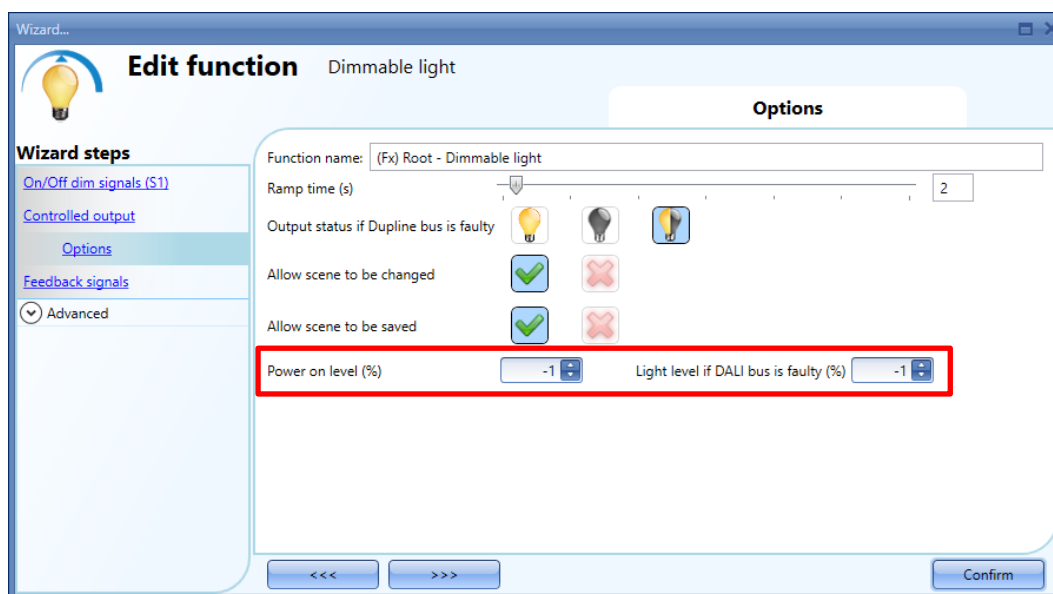 Wizard...
Edit function Dimmable light
Options
Wizard steps
On/Off dim signals (S1)
Controlled output
Options
Feedback signals
Advanced
Function name: (Fx) Root - Dimmable light
Ramp time (s) 2
Output status if Dupline bus is faulty
Allow scene to be changed
Allow scene to be saved
Power on level (%) -1 Light level if DALI bus is faulty (%) -1
<<< >>> Confirm